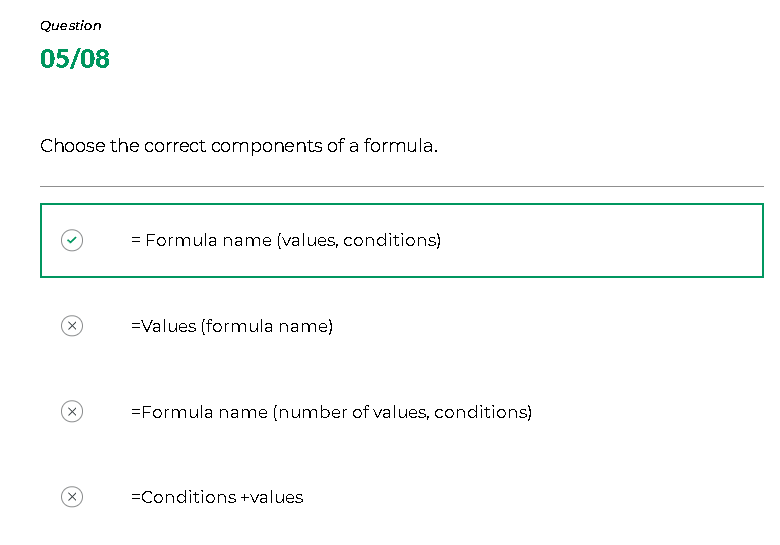 Question
05/08
Choose the correct components of a formula.
= Formula name (values, conditions)
=Values (formula name)
=Formula name (number of values, conditions)
=Conditions +values